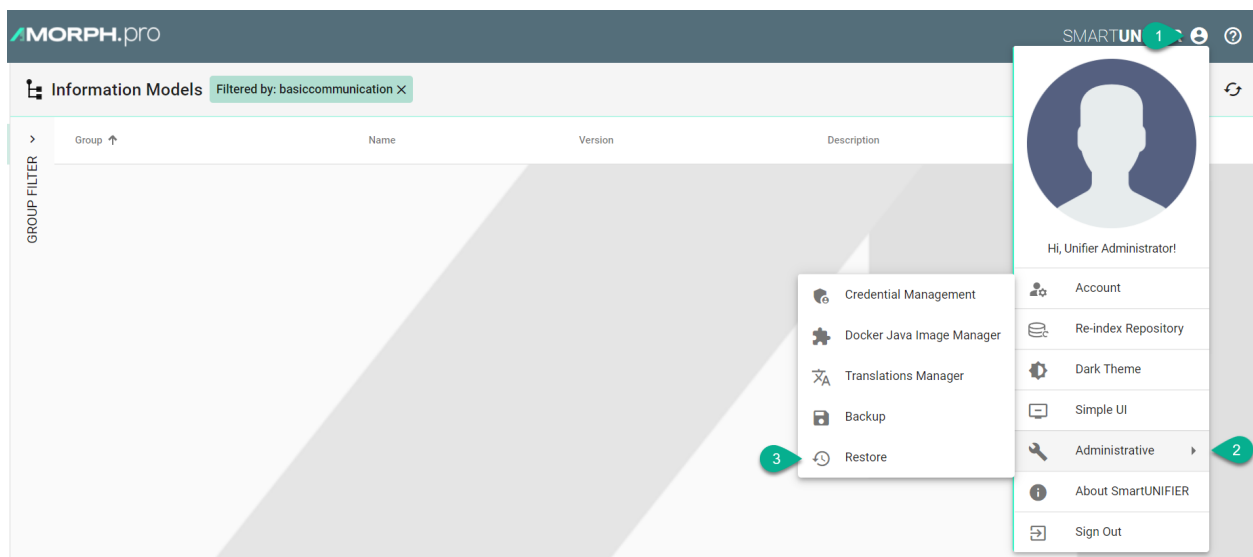 AMORPH.pro
SMARTUN R 1
Information Models Filtered by: basiccommunication ×
GROUP FILTER
Group Name Version Description
Hi, Unifier Administrator!
Account
Re-index Repository
Dark Theme
Simple UI
Administrative 2
About SmartUNIFIER
Sign Out
Credential Management
Docker Java Image Manager
Translations Manager
Backup
3 Restore